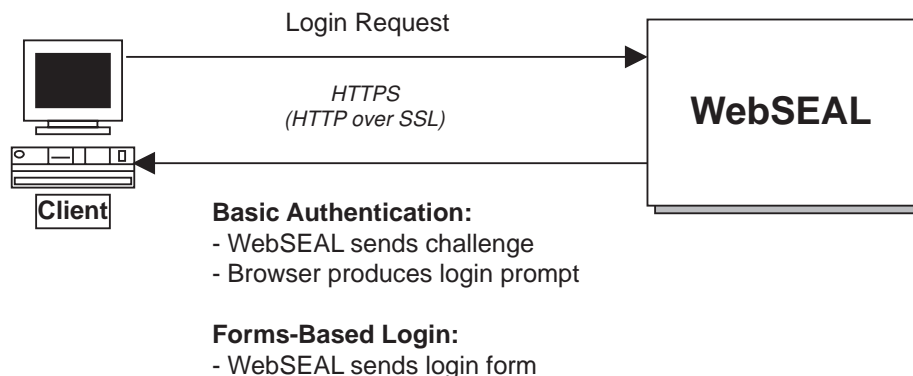 Login Request
HTTPS
(HTTP over SSL)
WebSEAL
Client
Basic Authentication:
- WebSEAL sends challenge
- Browser produces login prompt
Forms-Based Login:
- WebSEAL sends login form